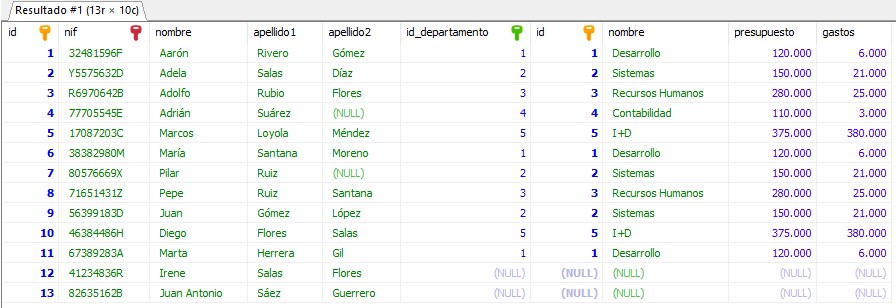 Resultado #1 (13r × 10c)
id nif nombre apellido1 apellido2 id_departamento id nombre presupuesto gastos
1 32481596F Aarón Rivero Gómez 1 1 Desarrollo 120.000 6.000
2 Y5575632D Adela Salas Díaz 2 2 Sistemas 150.000 21.000
3 R6970642B Adolfo Rubio Flores 3 3 Recursos Humanos 280.000 25.000
4 77705545E Adrián Suárez (NULL) 4 4 Contabilidad 110.000 3.000
5 17087203C Marcos Loyola Méndez 5 5 I+D 375.000 380.000
6 38382980M María Santana Moreno 1 1 Desarrollo 120.000 6.000
7 80576669X Pilar Ruiz (NULL) 2 2 Sistemas 150.000 21.000
8 71651431Z Pepe Ruiz Santana 3 3 Recursos Humanos 280.000 25.000
9 56399183D Juan Gómez López 2 2 Sistemas 150.000 21.000
10 46384486H Diego Flores Salas 5 5 I+D 375.000 380.000
11 67389283A Marta Herrera Gil 1 1 Desarrollo 120.000 6.000
12 41234836R Irene Salas Flores (NULL) (NULL) (NULL) (NULL) (NULL)
13 82635162B Juan Antonio Sáez Guerrero (NULL) (NULL) (NULL) (NULL) (NULL)